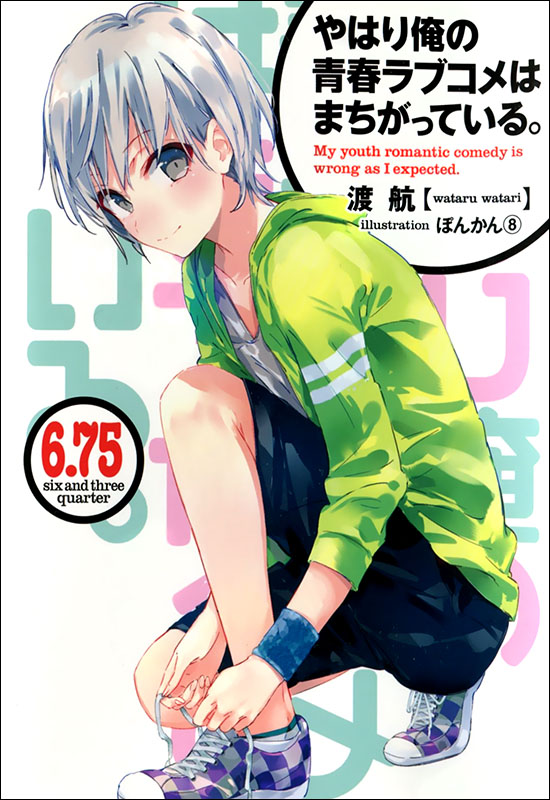 やはり俺の
青春ラブコメは
まちがっている。
My youth romantic comedy is
wrong as I expected.
渡 航【wataru watari】
illustration ぽんかん⑧
6.75
six and three
quarter